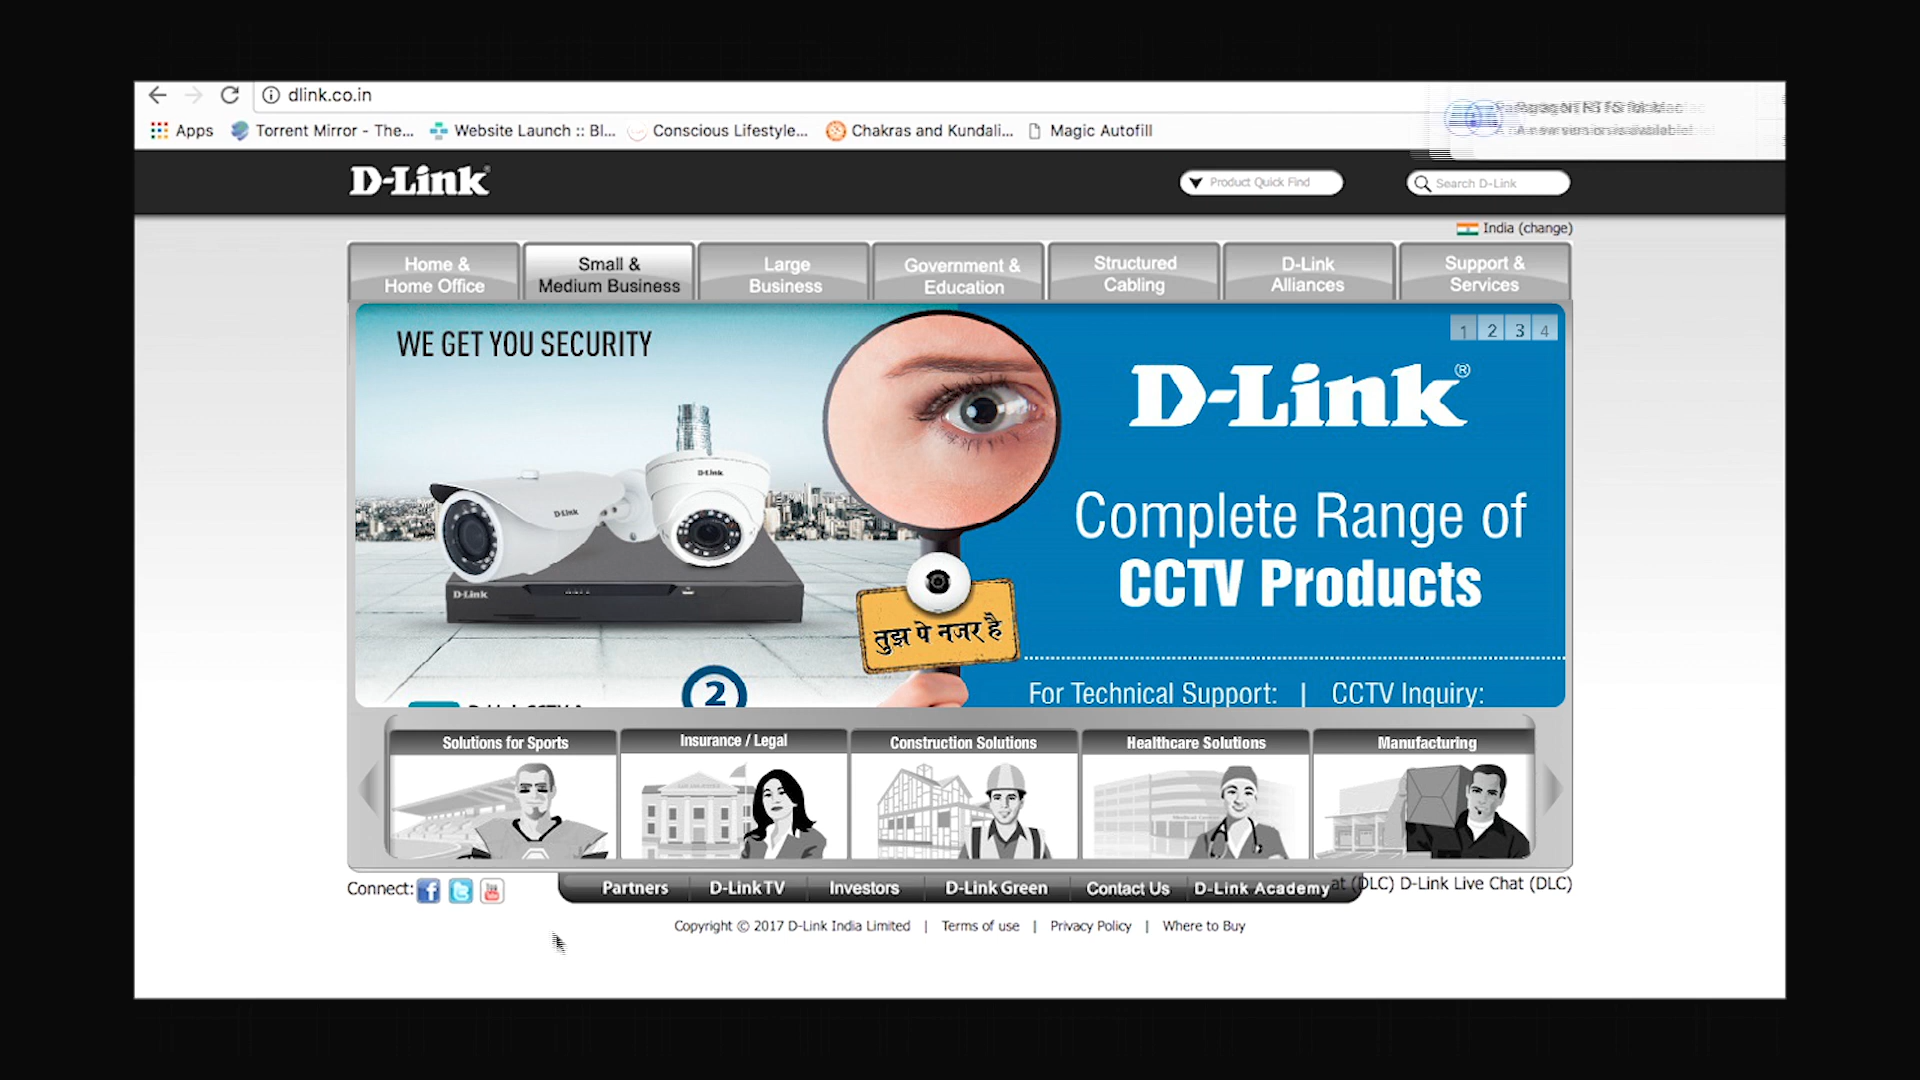 dlink.co.in
Apps Torrent Mirror - The... Website Launch :: Bl... Conscious Lifestyle... Chakras and Kundali... Magic Autofill
D-Link
Product Quick Find
Search D-Link
India (change)
Home & Home Office
Small & Medium Business
Large Business
Government & Education
Structured Cabling
D-Link Alliances
Support & Services
WE GET YOU SECURITY
1 2 3 4
D-Link®
Complete Range of
CCTV Products
D-Link
D-Link
D-Link
तुझ पे नजर है
2
For Technical Support: | CCTV Inquiry:
Solutions for Sports
Insurance / Legal
Construction Solutions
Healthcare Solutions
Manufacturing
Connect:
Partners D-Link TV Investors D-Link Green Contact Us D-Link Academy
at (DLC) D-Link Live Chat (DLC)
Copyright © 2017 D-Link India Limited | Terms of use | Privacy Policy | Where to Buy